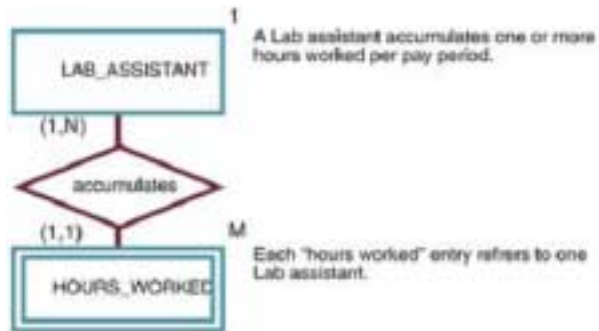 1
A Lab assistant accumulates one or more
hours worked per pay period.
LAB_ASSISTANT
(1,N)
accumulates
(1,1)
M
Each "hours worked" entry refrers to one
Lab assistant.
HOURS_WORKED